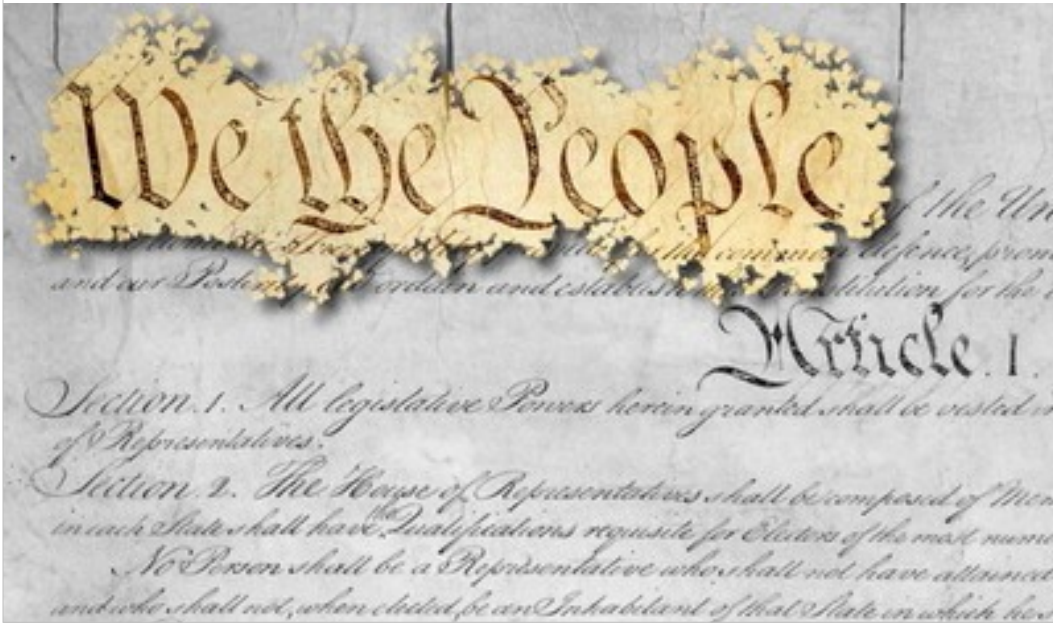 We the People
of the Un
common defence, prom
and our Posterity, do ordain and establish Constitution for the
Article. I.
Section. 1. All legislative Powers herein granted shall be vested in
of Representatives.
Section. 2. The House of Representatives shall be composed of Mem
in each State shall have the Qualifications requisite for Electors of the most nume
No Person shall be a Representative who shall not have attained
and who shall not, when elected, be an Inhabitant of that State in which he s